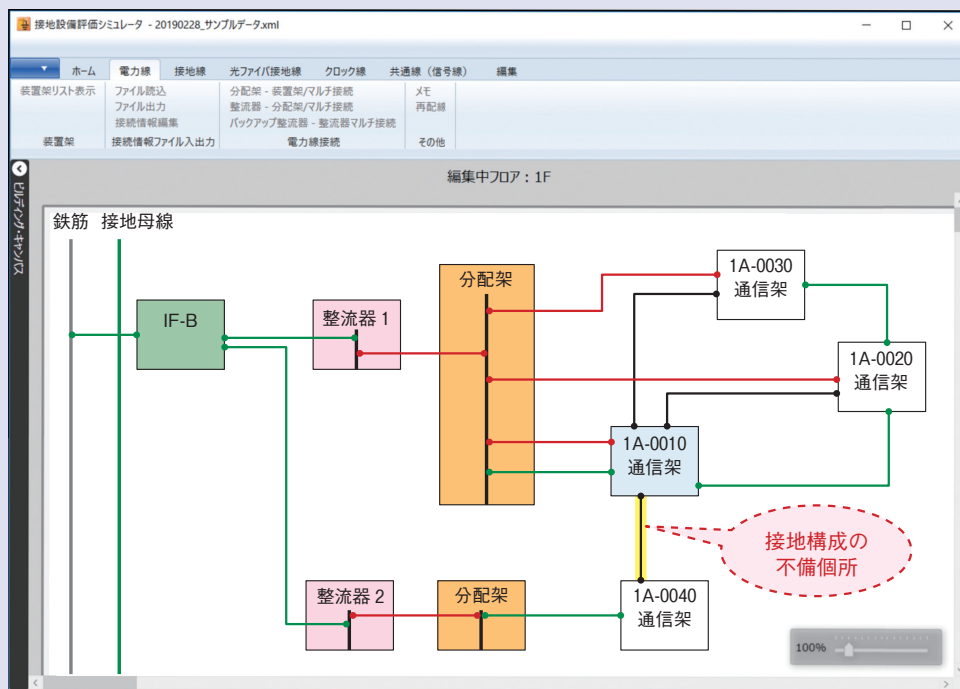 接地設備評価シミュレータ - 20190228_サンプルデータ.xml
ホーム 電力線 接地線 光ファイバ接地線 クロック線 共通線（信号線） 編集
装置架リスト表示 ファイル読込 分配架 - 装置架/マルチ接続 メモ
ファイル出力 整流器 - 分配架/マルチ接続 再配線
接続情報編集 バックアップ整流器 - 整流器マルチ接続
装置架 接続情報ファイル入出力 電力線接続 その他
ビルディング・キャンバス
編集中フロア：1F
鉄筋 接地母線
IF-B
整流器 1
分配架
1A-0030
通信架
1A-0020
通信架
1A-0010
通信架
接地構成の
不備個所
整流器 2
分配架
1A-0040
通信架
100%